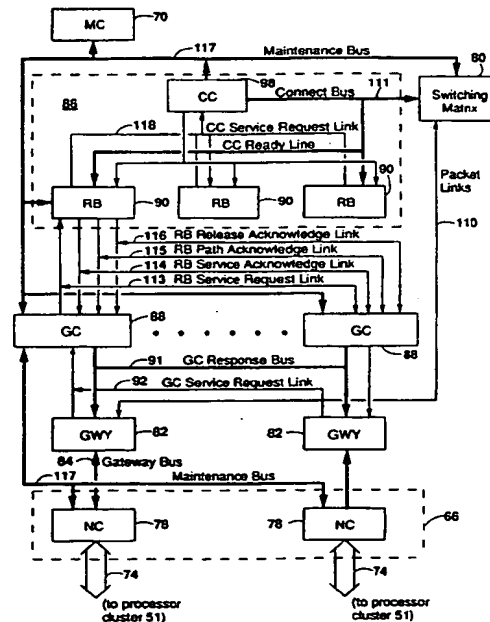 MC
70
117
Maintenance Bus
80
Switching
Matrix
86
98
CC
Connect Bus
111
118
CC Service Request Link
CC Ready Line
Packet
Links
110
RB
90
RB
90
RB
90
116 RB Release Acknowledge Link
115 RB Path Acknowledge Link
114 RB Service Acknowledge Link
113 RB Service Request Link
GC
88
GC
88
91
GC Response Bus
92
GC Service Request Link
GWY
82
82
GWY
84
Gateway Bus
117
Maintenance Bus
NC
78
78
NC
66
74
74
(to processor
cluster 51)
(to processor
cluster 51)